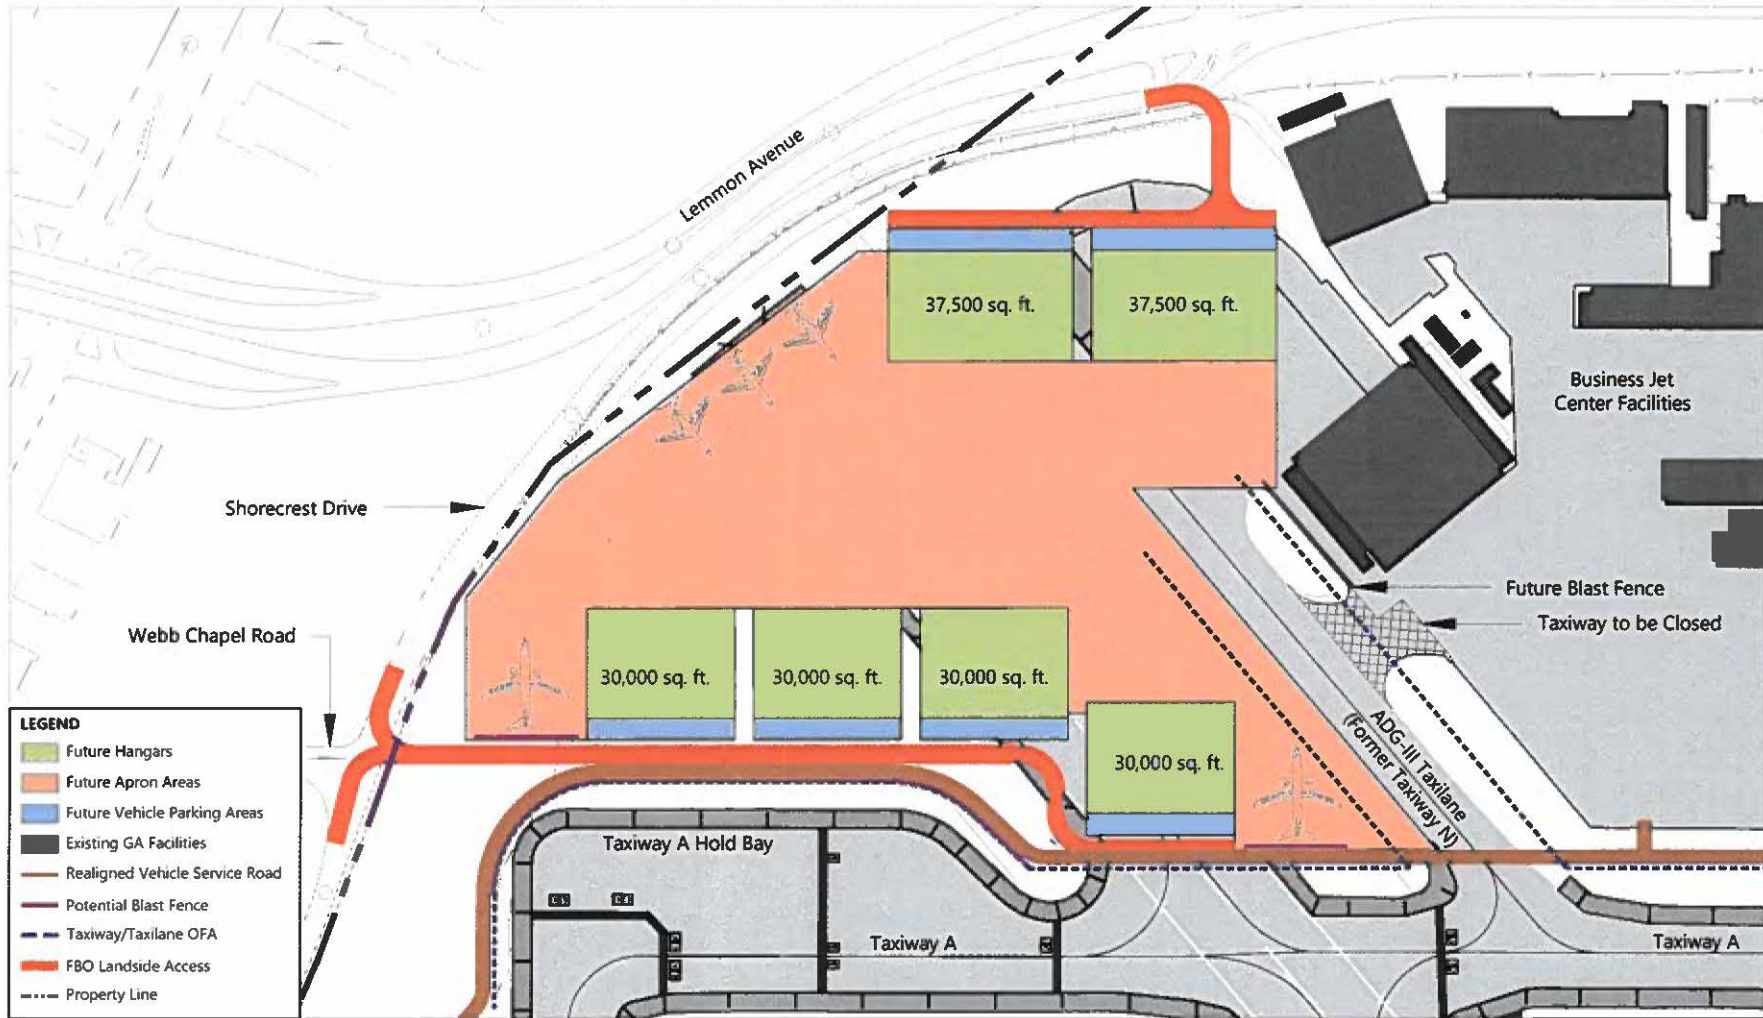 Lemmon Avenue
37,500 sq. ft.
37,500 sq. ft.
Business Jet
Center Facilities
Shorecrest Drive
Future Blast Fence
Taxiway to be Closed
Webb Chapel Road
30,000 sq. ft.
30,000 sq. ft.
30,000 sq. ft.
30,000 sq. ft.
ADG-III Taxilane
(Former Taxiway N)
LEGEND
Future Hangars
Future Apron Areas
Future Vehicle Parking Areas
Existing GA Facilities
Realigned Vehicle Service Road
Potential Blast Fence
Taxiway/Taxilane OFA
FBO Landside Access
Property Line
Taxiway A Hold Bay
Taxiway A
Taxiway A